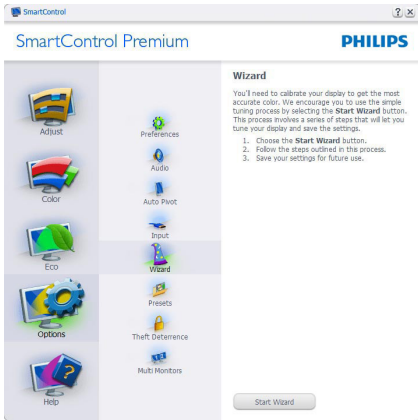 SmartControl
SmartControl Premium
PHILIPS
Adjust
Color
Eco
Options
Help
Preferences
Audio
Auto Pivot
Input
Wizard
Presets
Theft Deterrence
Multi Monitors
Wizard
You'll need to calibrate your display to get the most
accurate color. We encourage you to use the simple
tuning process by selecting the Start Wizard button.
This process involves a series of steps that will let you
tune your display and save the settings.
1. Choose the Start Wizard button.
2. Follow the steps outlined in this process.
3. Save your settings for future use.
Start Wizard